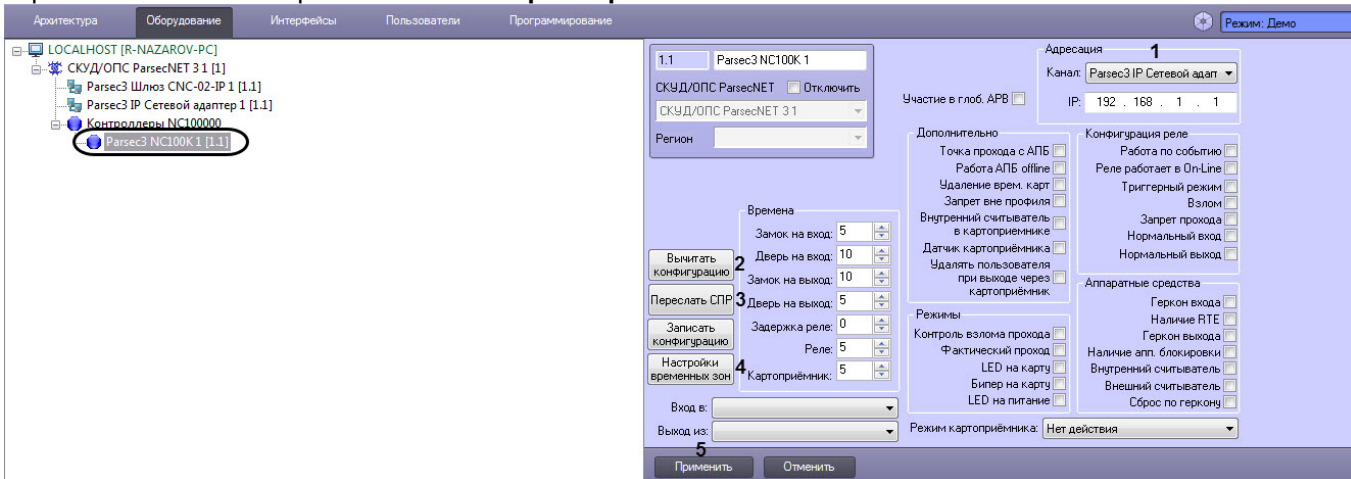 Архитектура
Оборудование
Интерфейсы
Пользователи
Программирование
Режим: Демо
LOCALHOST [R-NAZAROV-PC]
СКУД/ОПС ParsecNET 3 1 [1]
Parsec3 Шлюз CNC-02-IP 1 [1.1]
Parsec3 IP Сетевой адаптер 1 [1.1]
Контроллеры NC100000
Parsec3 NC100K 1 [1.1]
1.1
Parsec3 NC100K 1
СКУД/ОПС ParsecNET
Отключить
СКУД/ОПС ParsecNET 3 1
Регион
Участие в глоб. APB
Адресация
1
Канал: Parsec3 IP Сетевой адапт
IP: 192 . 168 . 1 . 1
Вычитать
конфигурацию
2
Переслать СПР
3
Записать
конфигурацию
Настройки
временных зон
4
Времена
Замок на вход: 5
Дверь на вход: 10
Замок на выход: 10
Дверь на выход: 5
Задержка реле: 0
Реле: 5
Картоприёмник: 5
Вход в:
Выход из:
Дополнительно
Точка прохода с АПБ
Работа АПБ offline
Удаление врем. карт
Запрет вне профиля
Внутренний считыватель
в картоприемнике
Датчик картоприёмника
Удалять пользователя
при выходе через
картоприёмник
Режимы
Контроль взлома прохода
Фактический проход
LED на карту
Бипер на карту
LED на питание
Конфигурация реле
Работа по событию
Реле работает в On-Line
Триггерный режим
Взлом
Запрет прохода
Нормальный вход
Нормальный выход
Аппаратные средства
Геркон входа
Наличие RTE
Геркон выхода
Наличие апп. блокировки
Внутренний считыватель
Внешний считыватель
Сброс по геркону
Режим картоприёмника: Нет действия
5
Применить
Отменить